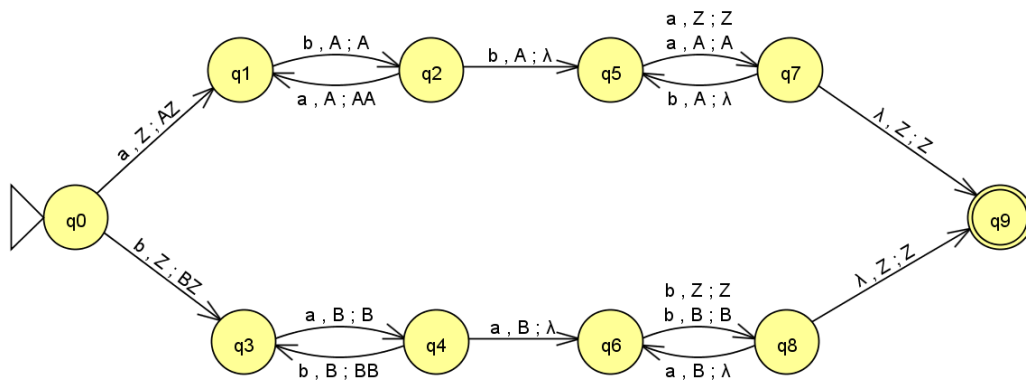 a , Z ; Z
a , A ; A
b , A ; A
b , A ; λ
q1
q2
q5
q7
a , A ; AA
b , A ; λ
a , Z ; AZ
λ , Z ; Z
q0
q9
b , Z ; BZ
λ , Z ; Z
b , Z ; Z
b , B ; B
a , B ; B
a , B ; λ
q3
q4
q6
q8
b , B ; BB
a , B ; λ